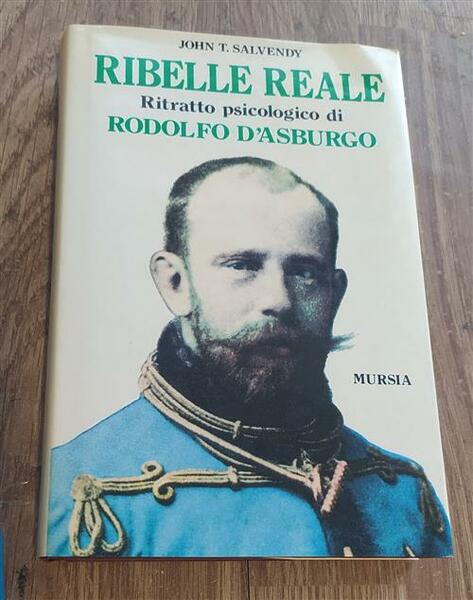 JOHN T. SALVENDY
RIBELLE REALE
Ritratto psicologico di
RODOLFO D'ASBURGO
MURSIA